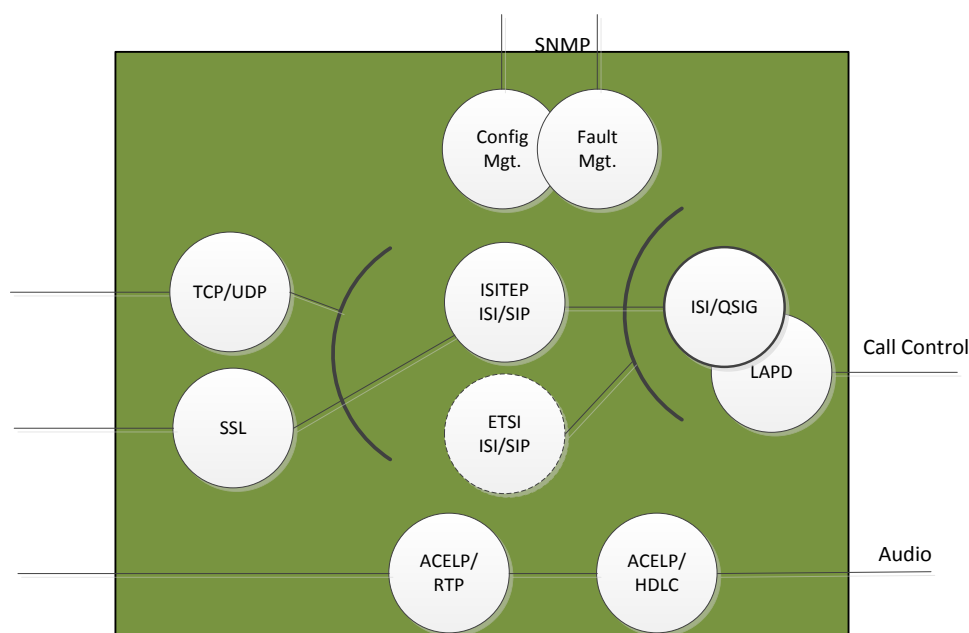 SNMP
Config
Mgt.
Fault
Mgt.
TCP/UDP
ISITEP
ISI/SIP
ISI/QSIG
Call Control
LAPD
SSL
ETSI
ISI/SIP
ACELP/
RTP
ACELP/
HDLC
Audio